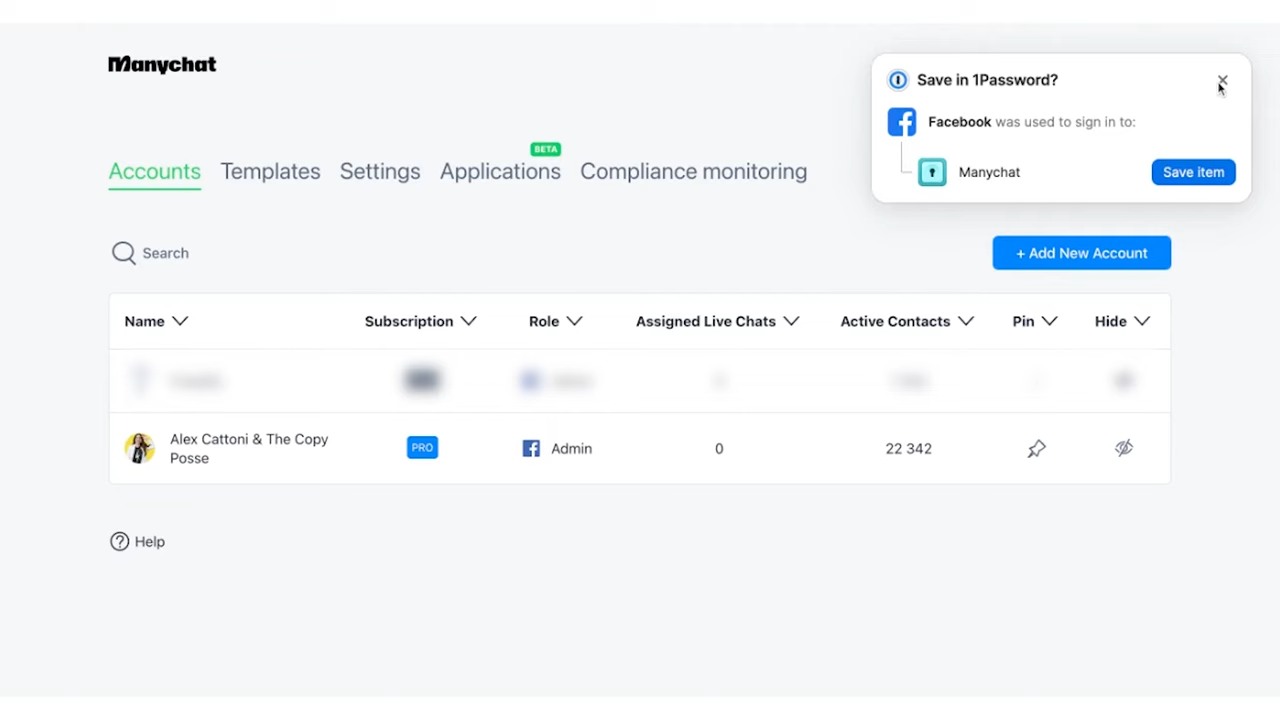 Manychat
Save in 1Password?
Facebook was used to sign in to:
Manychat
Save item
BETA
Accounts Templates Settings Applications Compliance monitoring
Search
+ Add New Account
Name Subscription Role Assigned Live Chats Active Contacts Pin Hide
Alex Cattoni & The Copy
Posse
PRO
Admin
0
22 342
Help